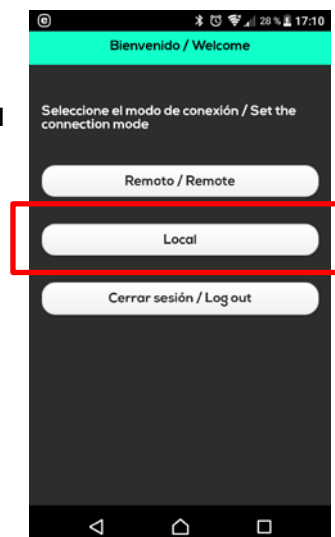 28 % 17:10
Bienvenido / Welcome
Seleccione el modo de conexión / Set the
connection mode
Remoto / Remote
Local
Cerrar sesión / Log out